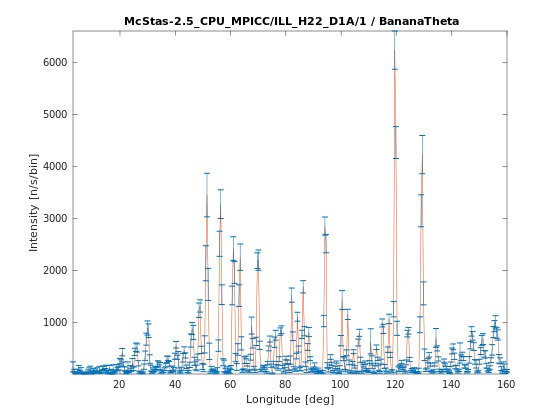 McStas-2.5_CPU_MPICC/ILL_H22_D1A/1 / BananaTheta
Intensity [n/s/bin]
6000
5000
4000
3000
2000
1000
20 40 60 80 100 120 140 160
Longitude [deg]